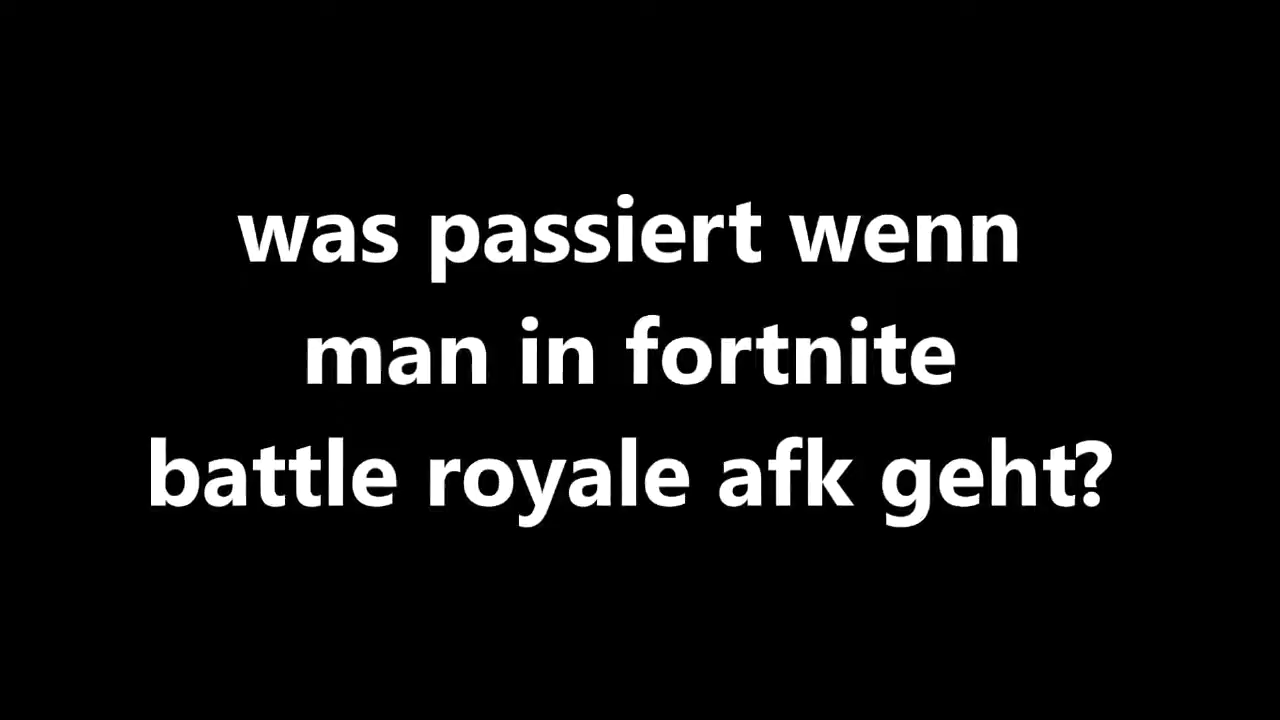 was passiert wenn
man in fortnite
battle royale afk geht?